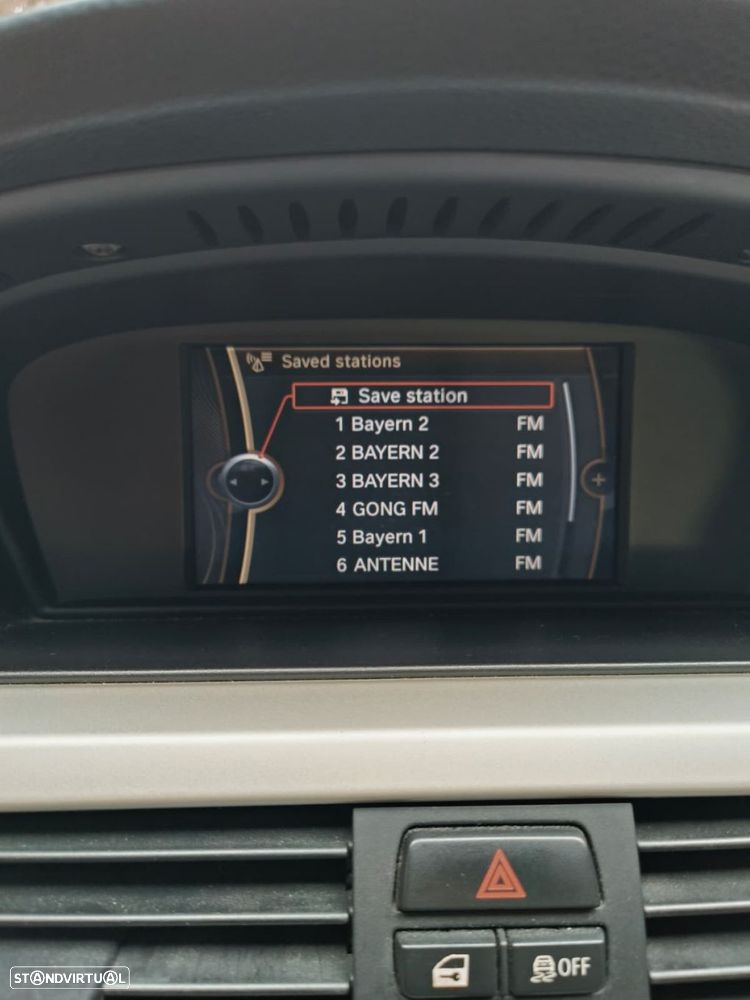 Saved stations
Save station
1 Bayern 2 FM
2 BAYERN 2 FM
3 BAYERN 3 FM
4 GONG FM FM
5 Bayern 1 FM
6 ANTENNE FM
OFF
STANDVIRTUAL